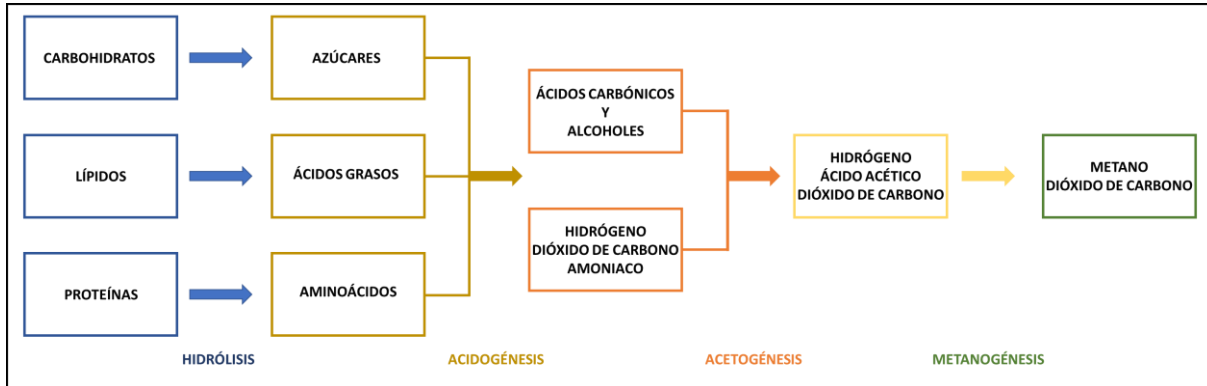 CARBOHIDRATOS
AZÚCARES
ÁCIDOS CARBÓNICOS
Y
ALCOHOLES
LÍPIDOS
ÁCIDOS GRASOS
HIDRÓGENO
ÁCIDO ACÉTICO
DIÓXIDO DE CARBONO
METANO
DIÓXIDO DE CARBONO
HIDRÓGENO
DIÓXIDO DE CARBONO
AMONIACO
PROTEÍNAS
AMINOÁCIDOS
HIDRÓLISIS
ACIDOGÉNESIS
ACETOGÉNESIS
METANOGÉNESIS